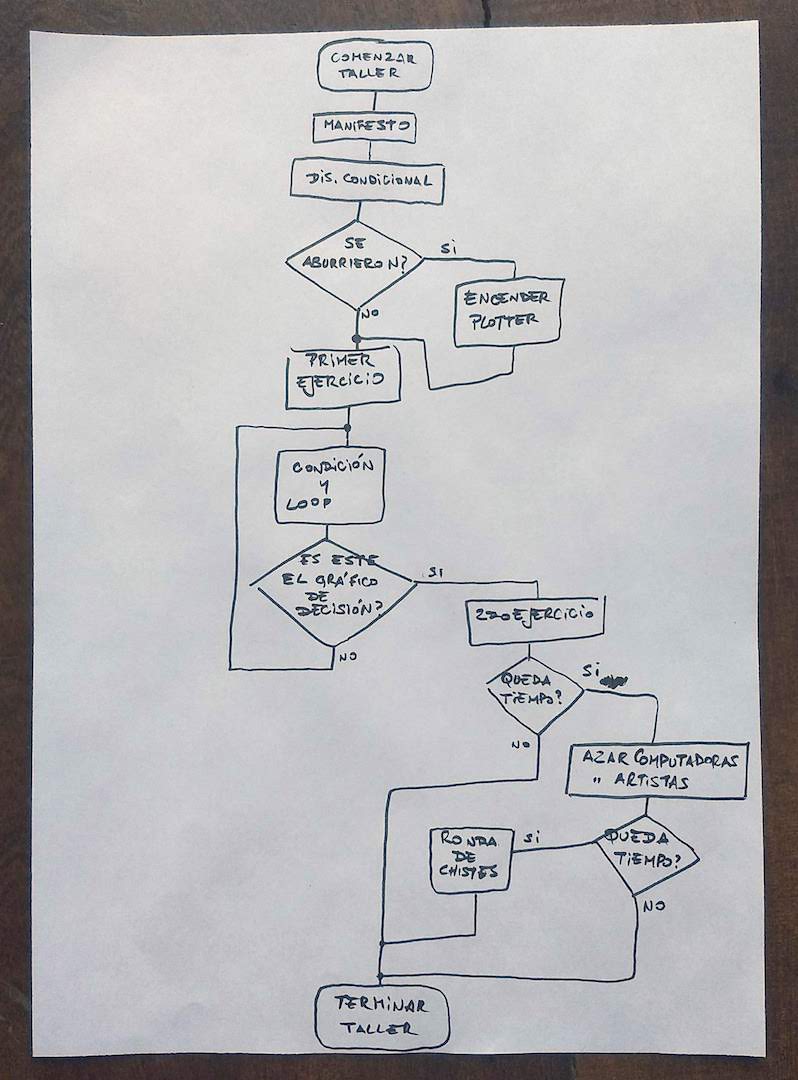 COMENZAR
TALLER
MANIFESTO
DIS. CONDICIONAL
SE
ABURRIERON?
SI
ENCENDER
PLOTTER
NO
PRIMER
EJERCICIO
CONDICIÓN
Y
LOOP
ES ESTE
EL GRÁFICO
DE
DECISIÓN?
SI
NO
2DO EJERCICIO
QUEDA
TIEMPO?
SI
NO
AZAR COMPUTADORAS
" ARTISTAS
QUEDA
TIEMPO?
SI
RONDA
DE
CHISTES
NO
TERMINAR
TALLER